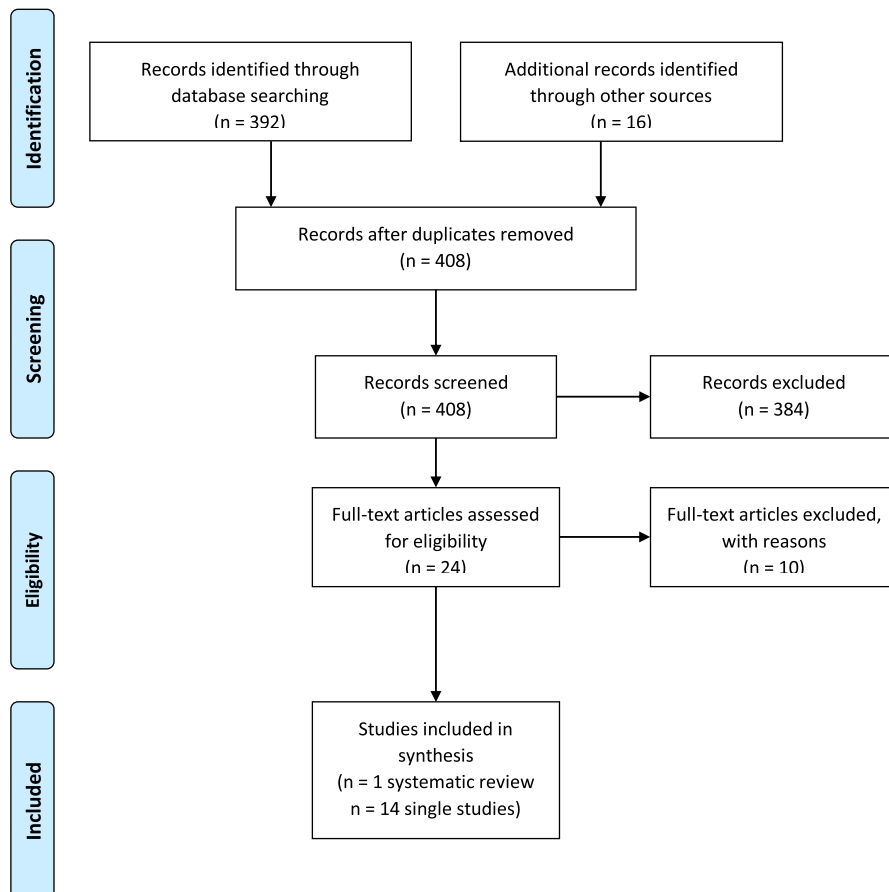 Identification
Records identified through
database searching
(n = 392)
Additional records identified
through other sources
(n = 16)
Records after duplicates removed
(n = 408)
Screening
Records screened
(n = 408)
Records excluded
(n = 384)
Eligibility
Full-text articles assessed
for eligibility
(n = 24)
Full-text articles excluded,
with reasons
(n = 10)
Included
Studies included in
synthesis
(n = 1 systematic review
n = 14 single studies)